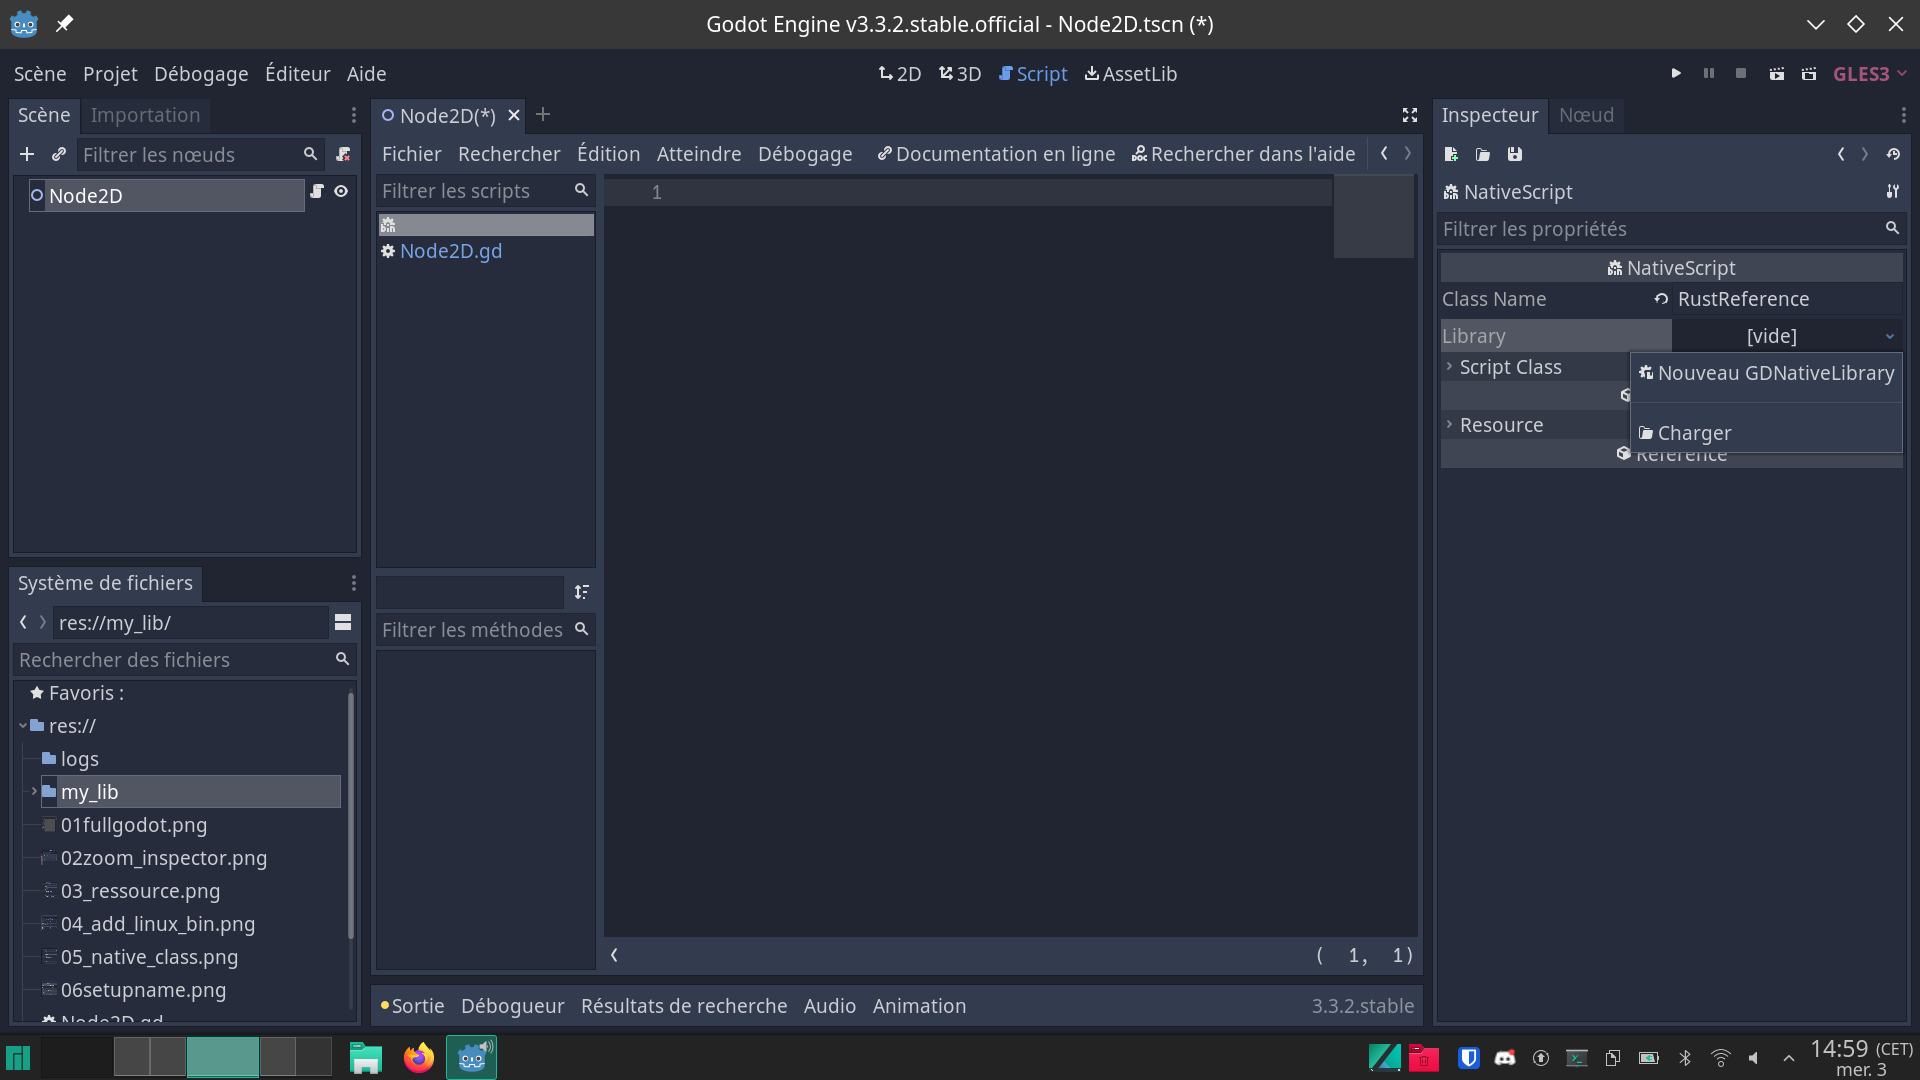 Godot Engine v3.3.2.stable.official - Node2D.tscn (*)
Scène Projet Débogage Éditeur Aide
2D 3D Script AssetLib
GLES3
Scène Importation
Filtrer les nœuds
Node2D
Système de fichiers
res://my_lib/
Rechercher des fichiers
Favoris :
res://
logs
my_lib
01fullgodot.png
02zoom_inspector.png
03_ressource.png
04_add_linux_bin.png
05_native_class.png
06setupname.png
Node2D.gd
Node2D(*)
Fichier Rechercher Édition Atteindre Débogage Documentation en ligne Rechercher dans l'aide
Filtrer les scripts
Node2D.gd
Filtrer les méthodes
1
( 1, 1)
Sortie Débogueur Résultats de recherche Audio Animation 3.3.2.stable
Inspecteur Nœud
NativeScript
Filtrer les propriétés
NativeScript
Class Name RustReference
Library [vide]
Script Class
Nouveau GDNativeLibrary
Resource
Charger
Reference
14:59 (CET)
mer. 3